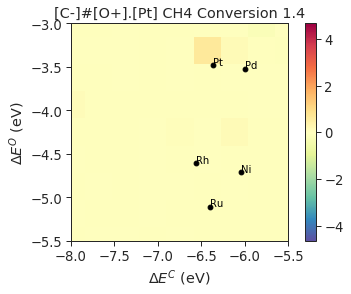 [C-]#[O+].[Pt] CH4 Conversion 1.4
−3.0
−3.5
−4.0
−4.5
−5.0
−5.5
ΔE^O (eV)
Pt
Pd
Rh
Ni
Ru
−8.0 −7.5 −7.0 −6.5 −6.0 −5.5
ΔE^C (eV)
4
2
0
−2
−4